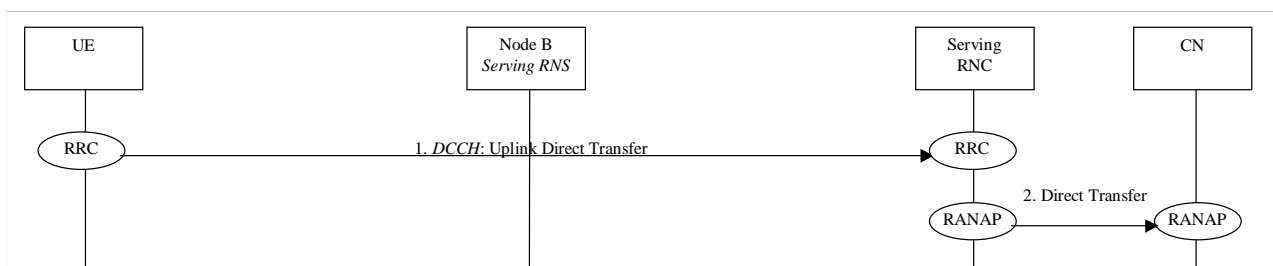 UE
Node B
Serving RNS
Serving
RNC
CN
RRC
1. DCCH: Uplink Direct Transfer
RRC
2. Direct Transfer
RANAP
RANAP